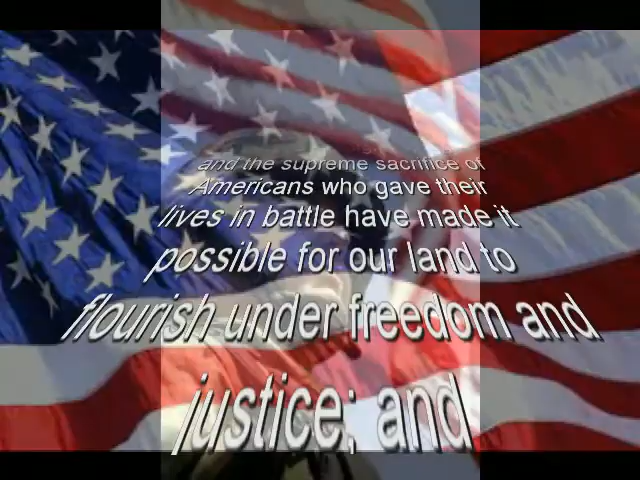 and the supreme sacrifice of
Americans who gave their
lives in battle have made it
possible for our land to
flourish under freedom and
justice; and